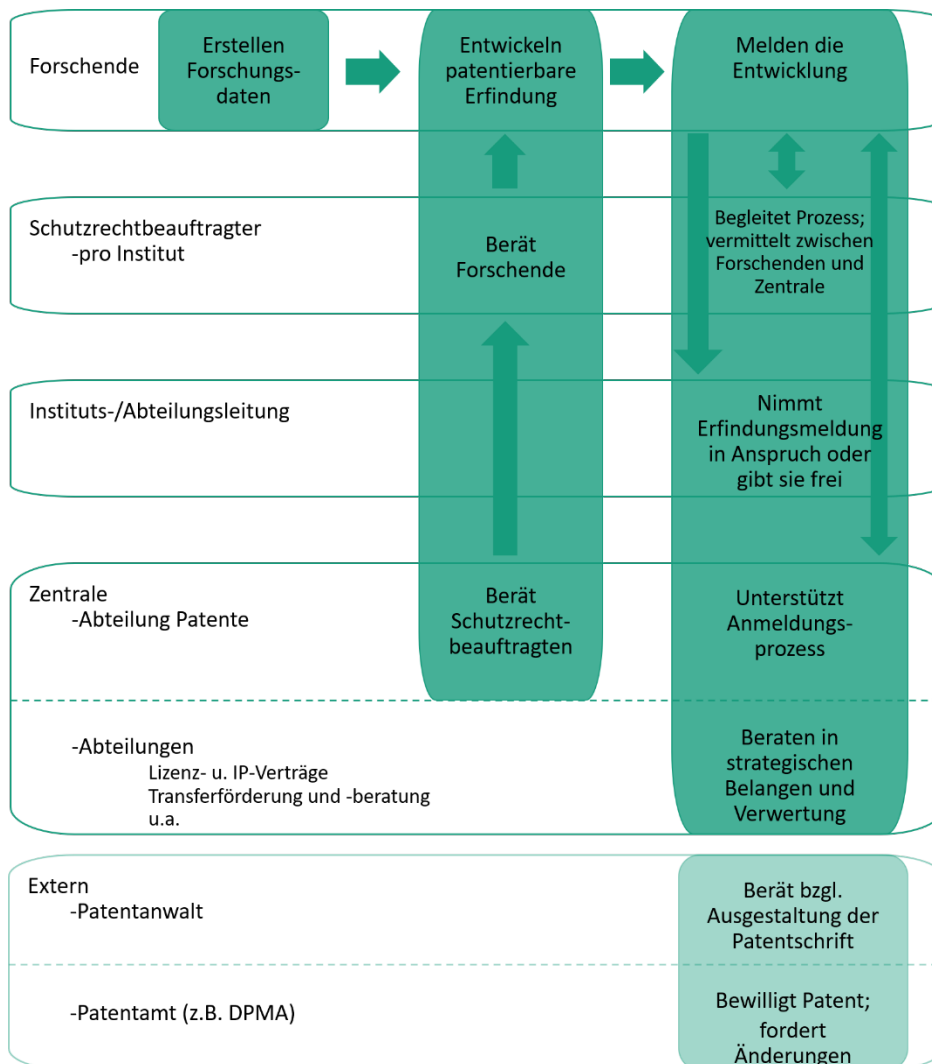 Forschende
Erstellen
Forschungs-
daten
Entwickeln
patentierbare
Erfindung
Melden die
Entwicklung
Schutzrechtbeauftragter
-pro Institut
Berät
Forschende
Begleitet Prozess;
vermittelt zwischen
Forschenden und
Zentrale
Instituts-/Abteilungsleitung
Nimmt
Erfindungsmeldung
in Anspruch oder
gibt sie frei
Zentrale
-Abteilung Patente
Berät
Schutzrecht-
beauftragten
Unterstützt
Anmeldungs-
prozess
-Abteilungen
Lizenz- u. IP-Verträge
Transferförderung und -beratung
u.a.
Beraten in
strategischen
Belangen und
Verwertung
Extern
-Patentanwalt
Berät bzgl.
Ausgestaltung der
Patentschrift
-Patentamt (z.B. DPMA)
Bewilligt Patent;
fordert
Änderungen